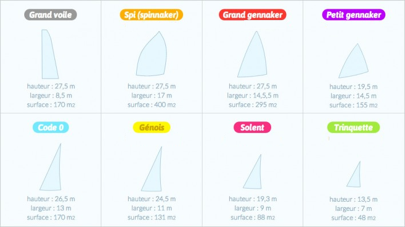 Grand voile
hauteur : 27,5 m
largeur : 8,5 m
surface : 170 m2
Spi (spinnaker)
hauteur : 27,5 m
largeur : 17 m
surface : 400 m2
Grand gennaker
hauteur : 27,5 m
largeur : 14,5,5 m
surface : 295 m2
Petit gennaker
hauteur : 19,5 m
largeur : 14,5 m
surface : 155 m2
Code 0
hauteur : 26,5 m
largeur : 13 m
surface : 170 m2
Génois
hauteur : 24,5 m
largeur : 11 m
surface : 131 m2
Solent
hauteur : 19,3 m
largeur : 9 m
surface : 88 m2
Trinquette
hauteur : 13,5 m
largeur : 7 m
surface : 48 m2